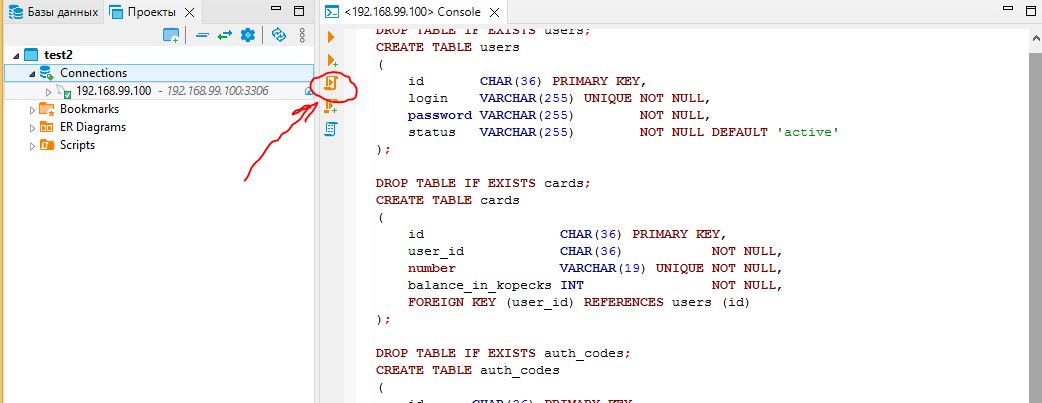 Базы данных
Проекты
<192.168.99.100> Console
test2
Connections
192.168.99.100 - 192.168.99.100:3306
Bookmarks
ER Diagrams
Scripts
DROP TABLE IF EXISTS users;
CREATE TABLE users
(
id CHAR(36) PRIMARY KEY,
login VARCHAR(255) UNIQUE NOT NULL,
password VARCHAR(255) NOT NULL,
status VARCHAR(255) NOT NULL DEFAULT 'active'
);
DROP TABLE IF EXISTS cards;
CREATE TABLE cards
(
id CHAR(36) PRIMARY KEY,
user_id CHAR(36) NOT NULL,
number VARCHAR(19) UNIQUE NOT NULL,
balance_in_kopecks INT NOT NULL,
FOREIGN KEY (user_id) REFERENCES users (id)
);
DROP TABLE IF EXISTS auth_codes;
CREATE TABLE auth_codes
(
id CHAR(36) PRIMARY KEY,